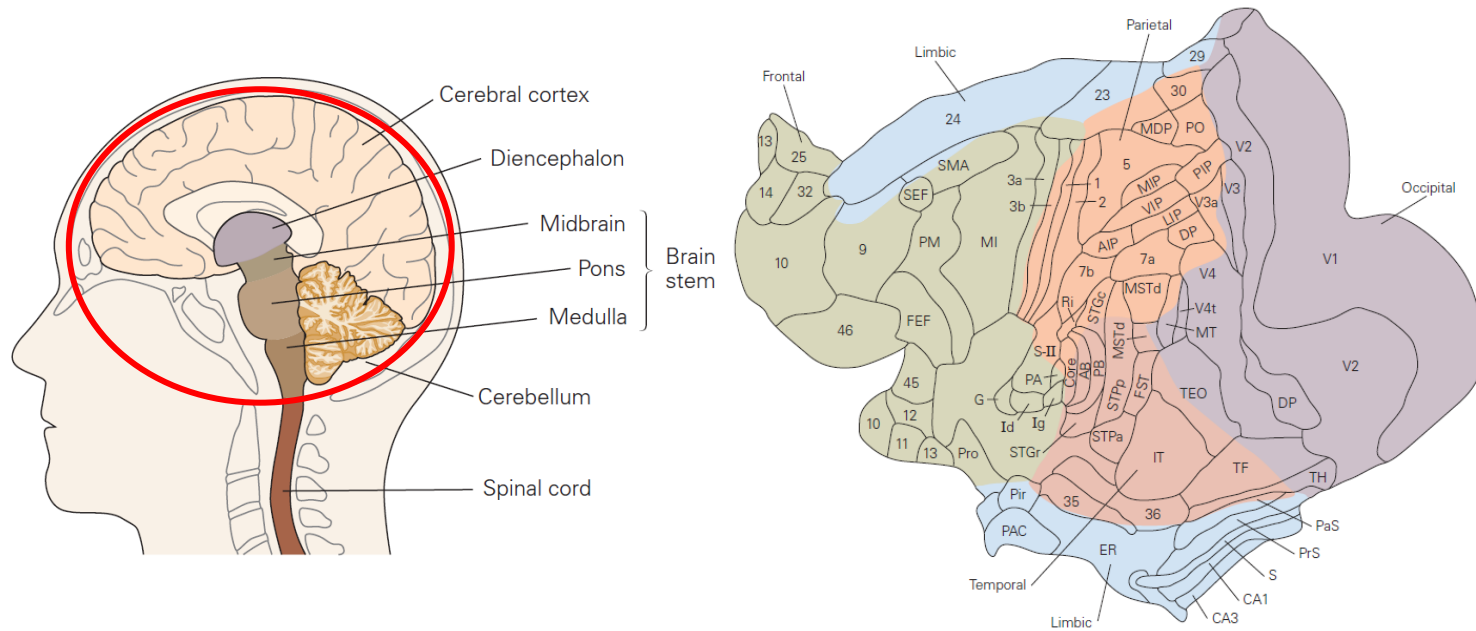 Cerebral cortex
Diencephalon
Midbrain
Pons
Medulla
Brain
stem
Cerebellum
Spinal cord
Limbic
Frontal
Parietal
Occipital
29
30
23
24
13
25
14
32
SMA
SEF
MDP
PO
V2
3a
3b
1
2
5
MIP
PIP
V3
VIP
LIP
V3a
AIP
DP
9
PM
MI
10
7b
7a
V4
V1
MSTd
46
FEF
Ri
STGc
V4t
MT
S-II
Core
AB
PB
MSTd
45
PA
G
Id
Ig
STPp
FST
TEO
V2
DP
12
10
11
13
Pro
STGr
STPa
IT
TF
TH
Pir
35
36
PAC
ER
PaS
PrS
S
CA1
CA3
Temporal
Limbic